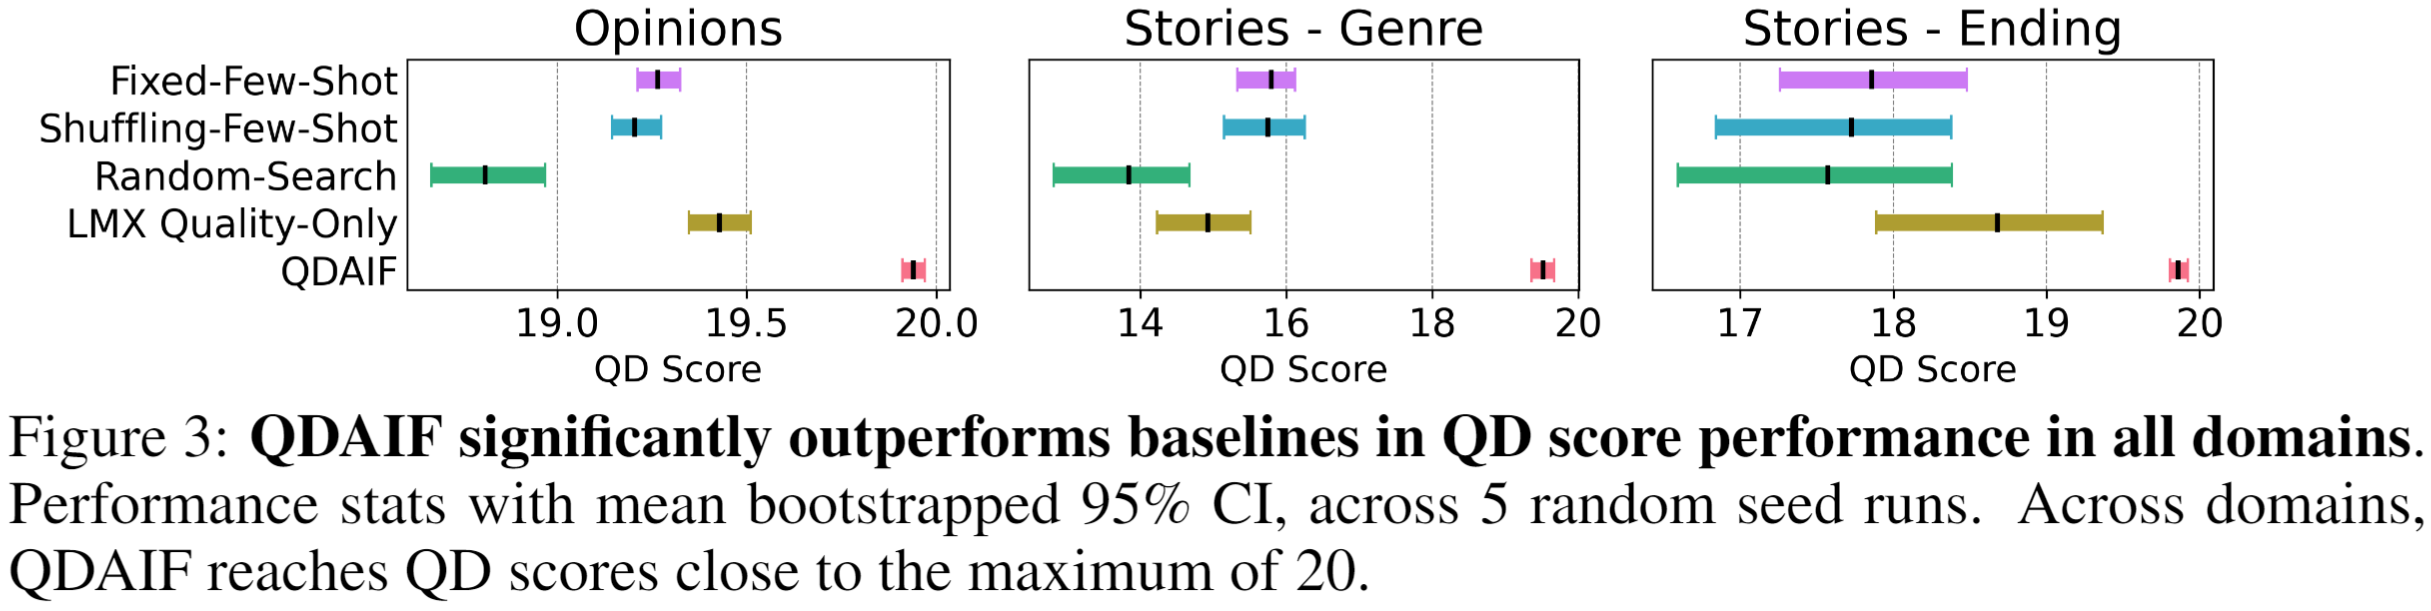 Opinions
Stories - Genre
Stories - Ending
Fixed-Few-Shot
Shuffling-Few-Shot
Random-Search
LMX Quality-Only
QDAIF
19.0 19.5 20.0
14 16 18 20
17 18 19 20
QD Score
QD Score
QD Score
Figure 3: QDAIF significantly outperforms baselines in QD score performance in all domains.
Performance stats with mean bootstrapped 95% CI, across 5 random seed runs. Across domains,
QDAIF reaches QD scores close to the maximum of 20.